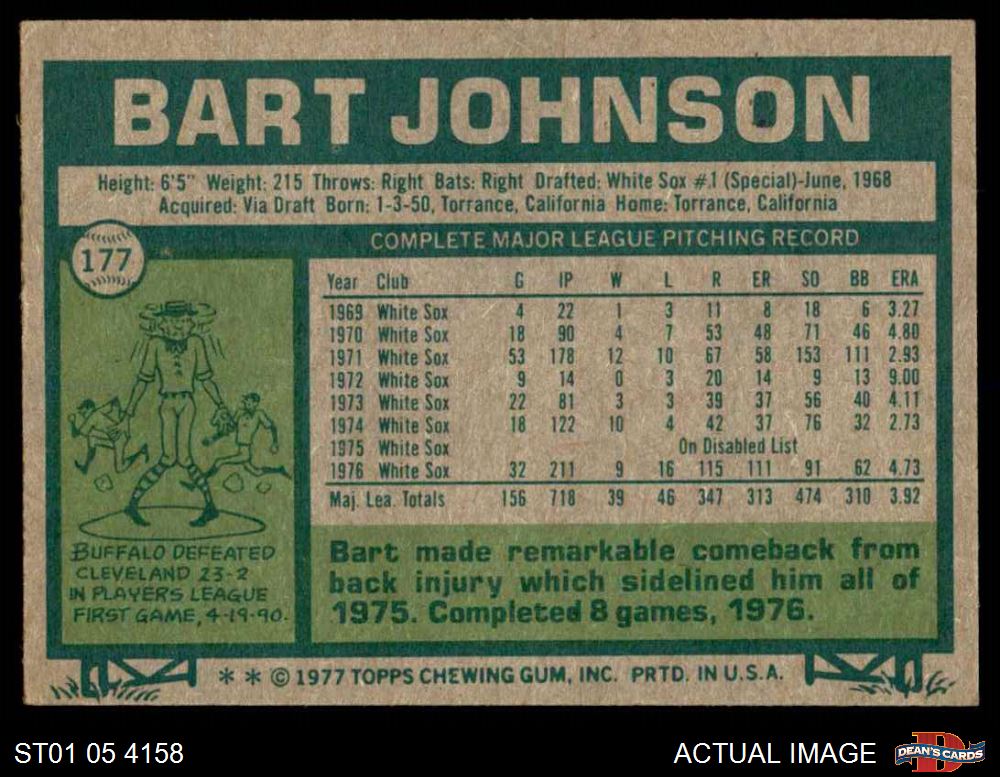 BART JOHNSON
Height: 6'5" Weight: 215 Throws: Right Bats: Right Drafted: White Sox #1 (Special)-June, 1968
Acquired: Via Draft Born: 1-3-50, Torrance, California Home: Torrance, California
177
COMPLETE MAJOR LEAGUE PITCHING RECORD
Year Club G IP W L R ER SO BB ERA
1969 White Sox 4 22 1 3 11 8 18 6 3.27
1970 White Sox 18 90 4 7 53 48 71 46 4.80
1971 White Sox 53 178 12 10 67 58 153 111 2.93
1972 White Sox 9 14 0 3 20 14 9 13 9.00
1973 White Sox 22 81 3 3 39 37 56 40 4.11
1974 White Sox 18 122 10 4 42 37 76 32 2.73
1975 White Sox On Disabled List
1976 White Sox 32 211 9 16 115 111 91 62 4.73
Maj. Lea. Totals 156 718 39 46 347 313 474 310 3.92
BUFFALO DEFEATED
CLEVELAND 23-2
IN PLAYERS LEAGUE
FIRST GAME, 4-19-90.
Bart made remarkable comeback from
back injury which sidelined him all of
1975. Completed 8 games, 1976.
* * © 1977 TOPPS CHEWING GUM, INC. PRTD. IN U.S.A.
ST01 05 4158
ACTUAL IMAGE
D
DEAN'S CARDS